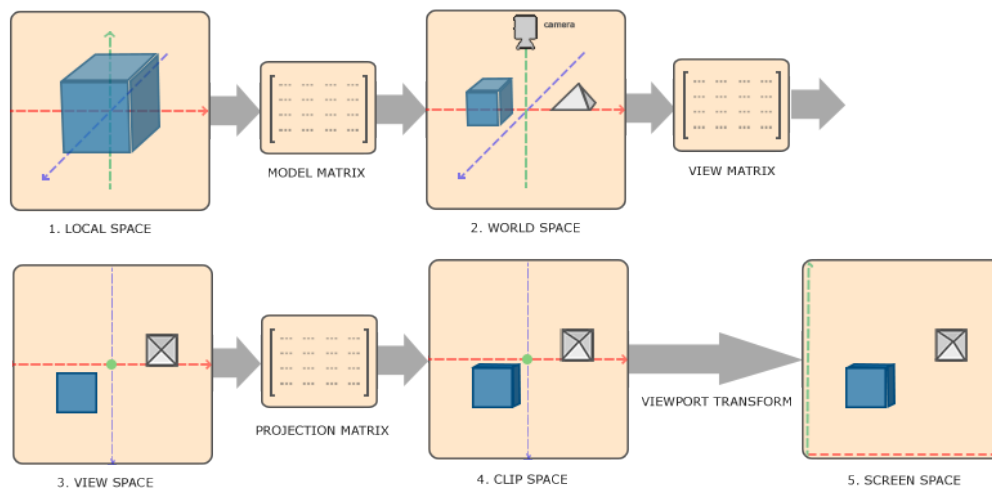 camera
MODEL MATRIX
VIEW MATRIX
1. LOCAL SPACE
2. WORLD SPACE
PROJECTION MATRIX
VIEWPORT TRANSFORM
3. VIEW SPACE
4. CLIP SPACE
5. SCREEN SPACE